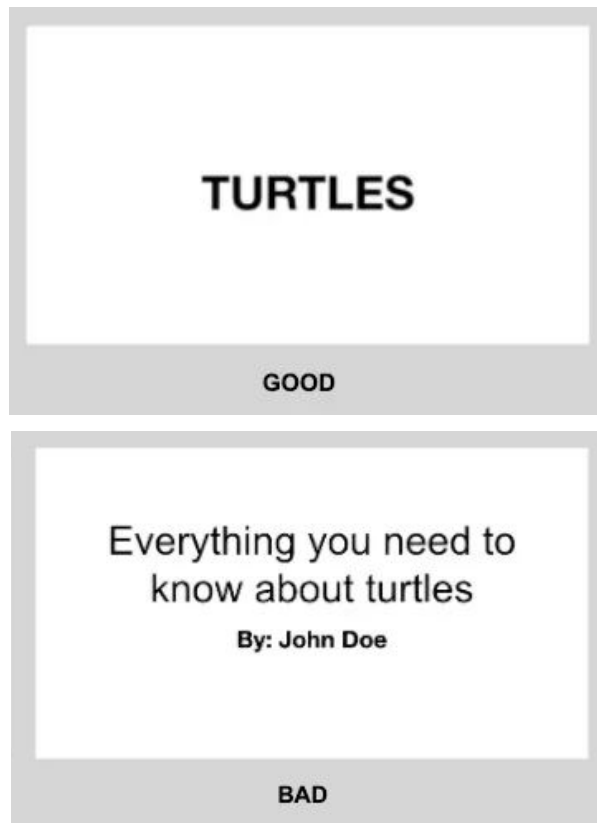 TURTLES
GOOD
Everything you need to
know about turtles
By: John Doe
BAD